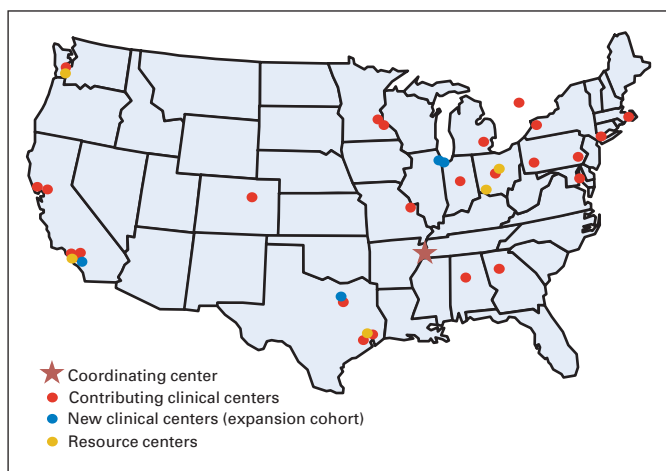 Coordinating center
Contributing clinical centers
New clinical centers (expansion cohort)
Resource centers